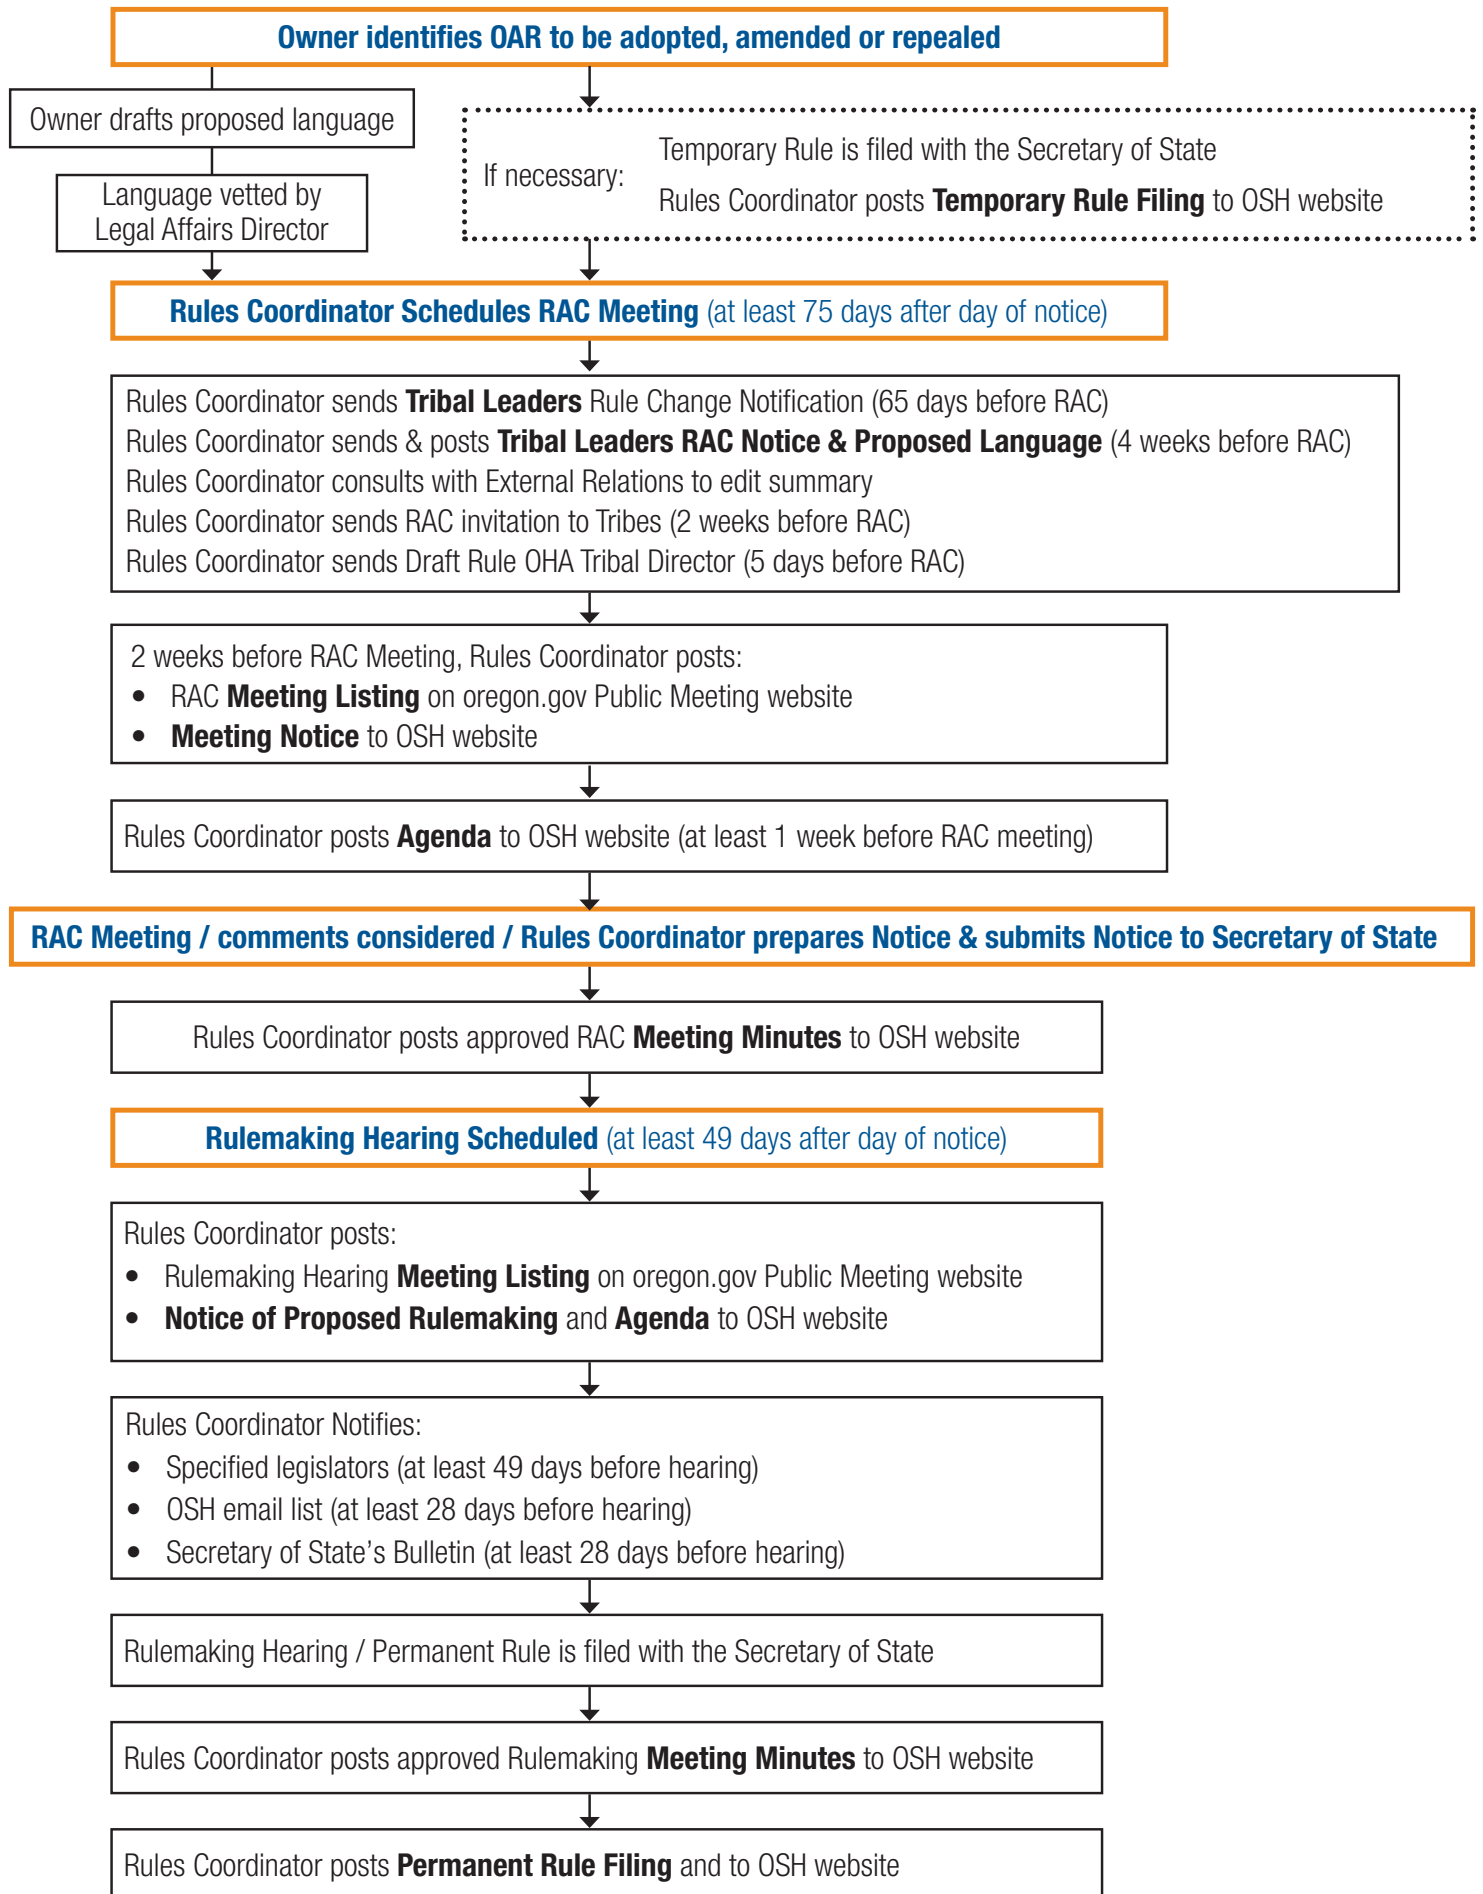 Owner identifies OAR to be adopted, amended or repealed
Owner drafts proposed language
Language vetted by
Legal Affairs Director
If necessary:
Temporary Rule is filed with the Secretary of State
Rules Coordinator posts Temporary Rule Filing to OSH website
Rules Coordinator Schedules RAC Meeting (at least 75 days after day of notice)
Rules Coordinator sends Tribal Leaders Rule Change Notification (65 days before RAC)
Rules Coordinator sends & posts Tribal Leaders RAC Notice & Proposed Language (4 weeks before RAC)
Rules Coordinator consults with External Relations to edit summary
Rules Coordinator sends RAC invitation to Tribes (2 weeks before RAC)
Rules Coordinator sends Draft Rule OHA Tribal Director (5 days before RAC)
2 weeks before RAC Meeting, Rules Coordinator posts:
• RAC Meeting Listing on oregon.gov Public Meeting website
• Meeting Notice to OSH website
Rules Coordinator posts Agenda to OSH website (at least 1 week before RAC meeting)
RAC Meeting / comments considered / Rules Coordinator prepares Notice & submits Notice to Secretary of State
Rules Coordinator posts approved RAC Meeting Minutes to OSH website
Rulemaking Hearing Scheduled (at least 49 days after day of notice)
Rules Coordinator posts:
• Rulemaking Hearing Meeting Listing on oregon.gov Public Meeting website
• Notice of Proposed Rulemaking and Agenda to OSH website
Rules Coordinator Notifies:
• Specified legislators (at least 49 days before hearing)
• OSH email list (at least 28 days before hearing)
• Secretary of State’s Bulletin (at least 28 days before hearing)
Rulemaking Hearing / Permanent Rule is filed with the Secretary of State
Rules Coordinator posts approved Rulemaking Meeting Minutes to OSH website
Rules Coordinator posts Permanent Rule Filing and to OSH website